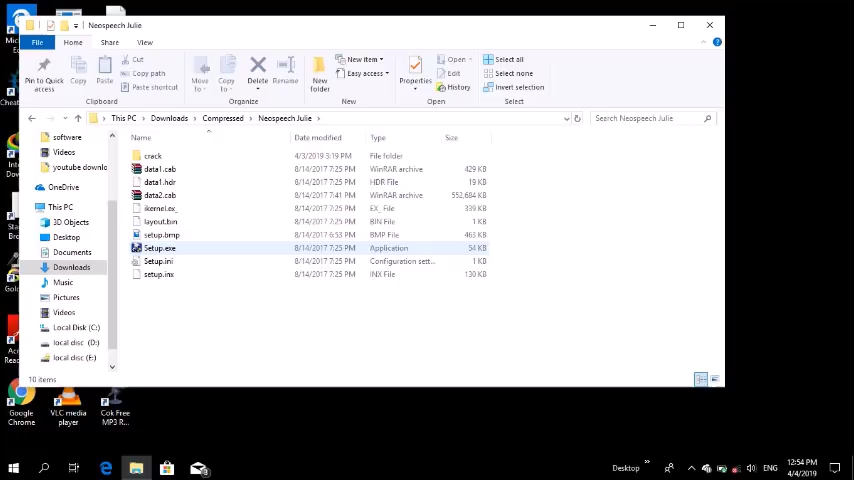 Neospeech Julie
File Home Share View
Pin to Quick access
Copy
Paste
Cut
Copy path
Paste shortcut
Clipboard
Move to
Copy to
Delete
Rename
Organize
New folder
New item
Easy access
New
Properties
Open
Edit
History
Open
Select all
Select none
Invert selection
Select
This PC Downloads Compressed Neospeech Julie
Search Neospeech Julie
software
Videos
youtube downlo
OneDrive
This PC
3D Objects
Desktop
Documents
Downloads
Music
Pictures
Videos
Local Disk (C:)
local disc (D:)
local disc (E:)
Name Date modified Type Size
crack 4/3/2019 3:19 PM File folder
data1.cab 8/14/2017 7:25 PM WinRAR archive 429 KB
data1.hdr 8/14/2017 7:25 PM HDR File 19 KB
data2.cab 8/14/2017 7:41 PM WinRAR archive 552,684 KB
ikernel.ex_ 8/14/2017 7:25 PM EX_ File 339 KB
layout.bin 8/14/2017 7:25 PM BIN File 1 KB
setup.bmp 8/14/2017 6:53 PM BMP File 463 KB
Setup.exe 8/14/2017 7:25 PM Application 54 KB
Setup.ini 8/14/2017 7:25 PM Configuration sett... 1 KB
setup.inx 8/14/2017 7:25 PM INX File 130 KB
10 items
Google Chrome
VLC media player
Cok Free MP3 R...
Desktop
ENG
12:54 PM
4/4/2019